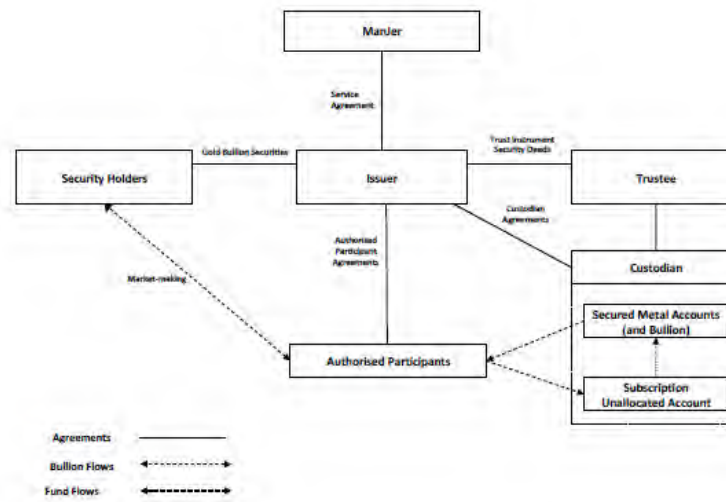 ManJer
Service
Agreement
Gold Bullion Securities
Trust Instrument
Security Deeds
Security Holders
Issuer
Trustee
Custodian
Agreements
Authorised
Participant
Agreements
Market-making
Custodian
Secured Metal Accounts
(and Bullion)
Authorised Participants
Subscription
Unallocated Account
Agreements
Bullion Flows
Fund Flows